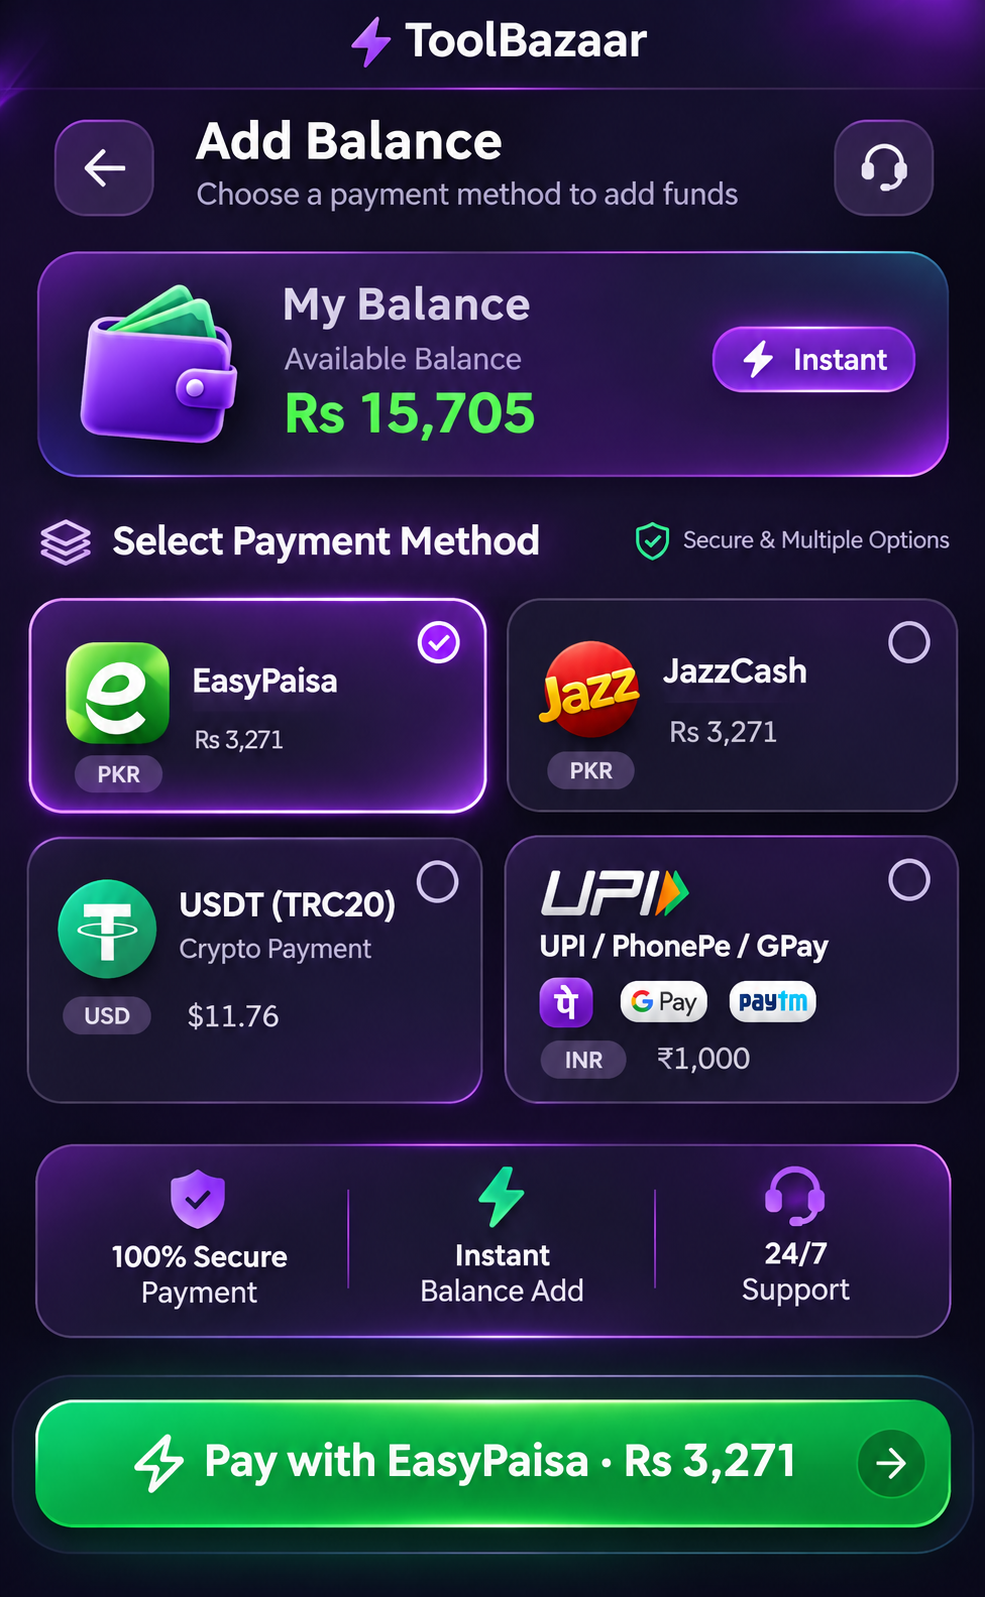 ToolBazaar
Add Balance
Choose a payment method to add funds
My Balance
Available Balance
Rs 15,705
Instant
Select Payment Method
Secure & Multiple Options
EasyPaisa
Rs 3,271
PKR
Jazz
JazzCash
Rs 3,271
PKR
USDT (TRC20)
Crypto Payment
USD
$11.76
UPI
UPI / PhonePe / GPay
पे
G Pay
paytm
INR
₹1,000
100% Secure
Payment
Instant
Balance Add
24/7
Support
Pay with EasyPaisa • Rs 3,271